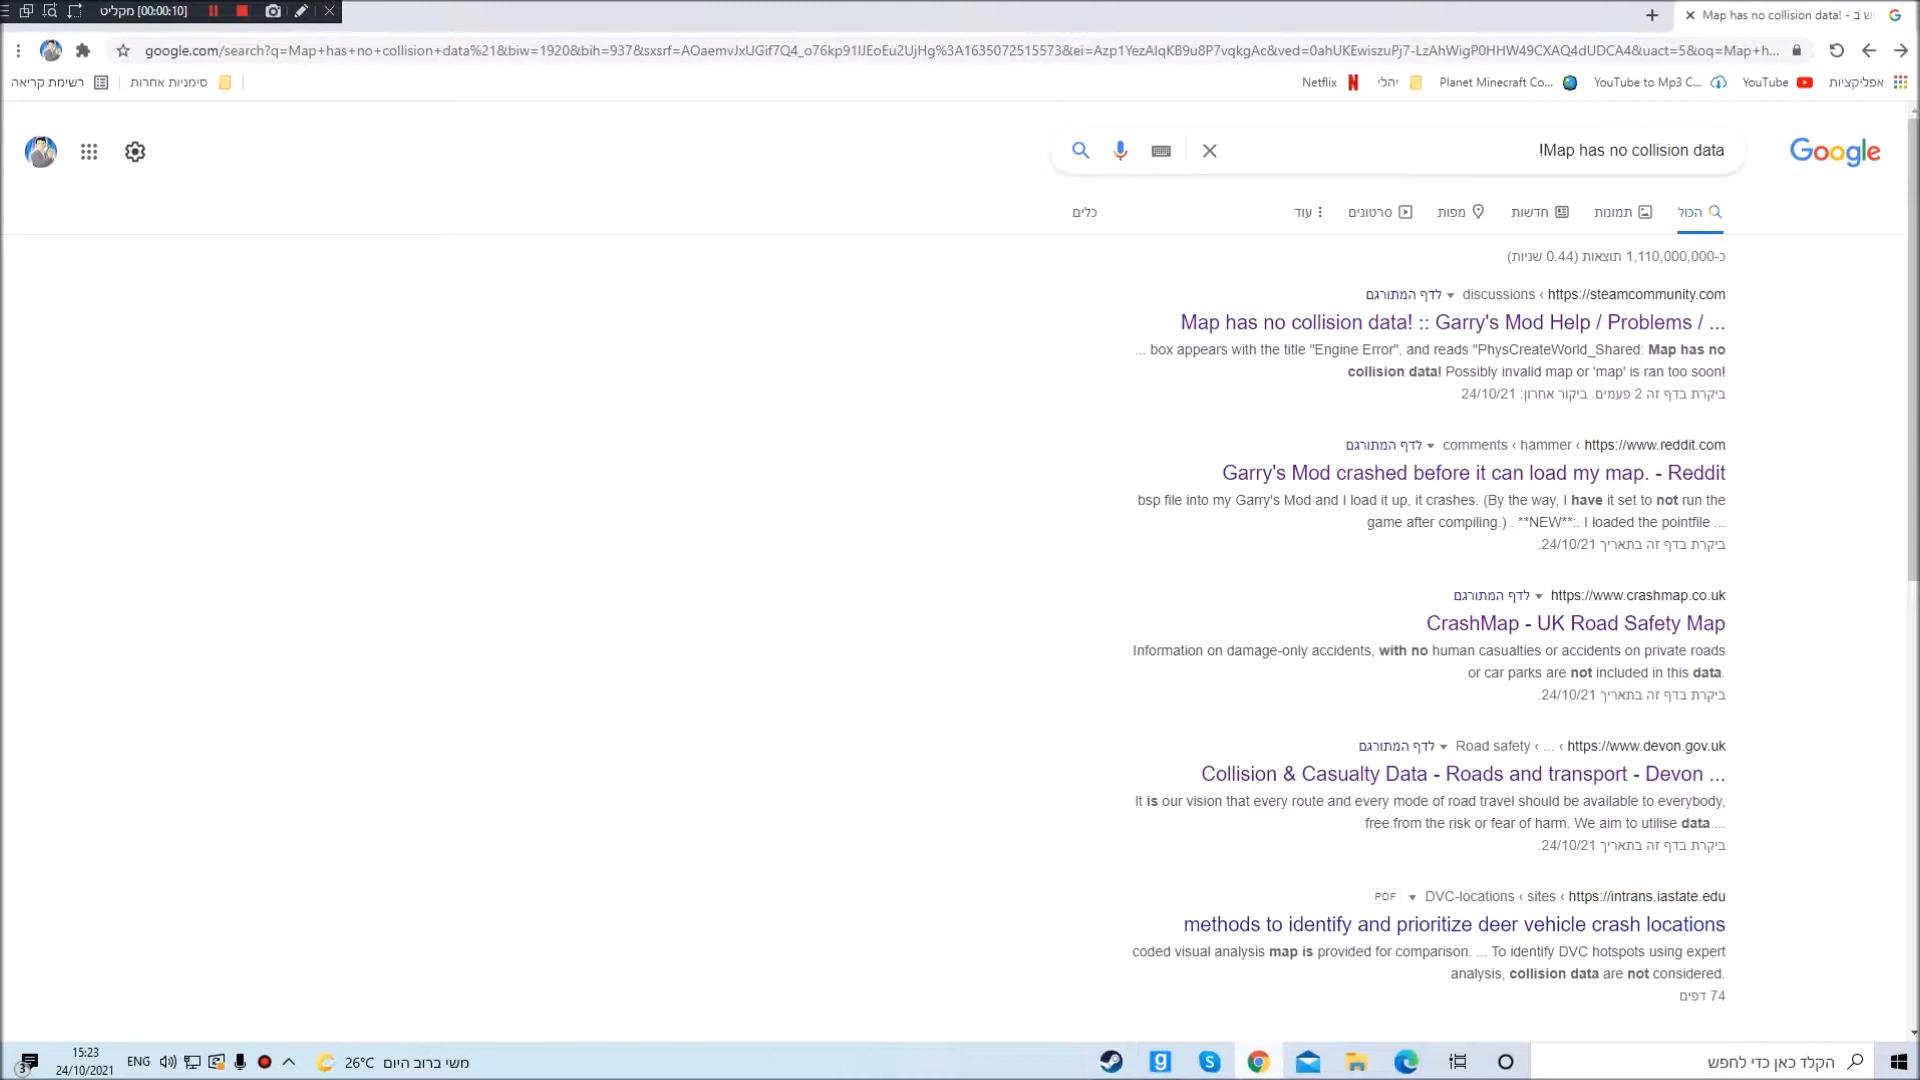 מקליט [00:00:10]
Map has no collision data! - ש ב
google.com/search?q=Map+has+no+collision+data%21&biw=1920&bih=937&sxsrf=AOaemvJxUGif7Q4_o76kp91lJEoEu2UjHg%3A1635072515573&ei=Azp1YezAIqKB9u8P7vqkgAc&ved=0ahUKEwiszuPj7-LzAhWigP0HHW49CXAQ4dUDCA4&uact=5&oq=Map+h...
אפליקציות YouTube YouTube to Mp3 C... Planet Minecraft Co... יהלי Netflix סימניות אחרות רשימת קריאה
Google
Map has no collision data!
הכול תמונות חדשות מפות סרטונים עוד כלים
כ-1,110,000,000 תוצאות (0.44 שניות)
https://steamcommunity.com › discussions לדף המתורגם
Map has no collision data! :: Garry's Mod Help / Problems / ...
... box appears with the title "Engine Error", and reads "PhysCreateWorld_Shared: Map has no
collision data! Possibly invalid map or 'map' is ran too soon!
ביקרת בדף זה 2 פעמים. ביקור אחרון: 24/10/21
https://www.reddit.com › hammer › comments לדף המתורגם
Garry's Mod crashed before it can load my map. - Reddit
bsp file into my Garry's Mod and I load it up, it crashes. (By the way, I have it set to not run the
game after compiling.) . **NEW**:. I loaded the pointfile ...
ביקרת בדף זה בתאריך 24/10/21.
https://www.crashmap.co.uk לדף המתורגם
CrashMap - UK Road Safety Map
Information on damage-only accidents, with no human casualties or accidents on private roads
or car parks are not included in this data.
ביקרת בדף זה בתאריך 24/10/21.
https://www.devon.gov.uk › ... › Road safety לדף המתורגם
Collision & Casualty Data - Roads and transport - Devon ...
It is our vision that every route and every mode of road travel should be available to everybody,
free from the risk or fear of harm. We aim to utilise data ...
ביקרת בדף זה בתאריך 24/10/21.
https://intrans.iastate.edu › sites › DVC-locations PDF
methods to identify and prioritize deer vehicle crash locations
coded visual analysis map is provided for comparison. ... To identify DVC hotspots using expert
analysis, collision data are not considered.
74 דפים
הקלד כאן כדי לחפש
26°C משי ברוב היום
ENG
15:23
24/10/2021
3